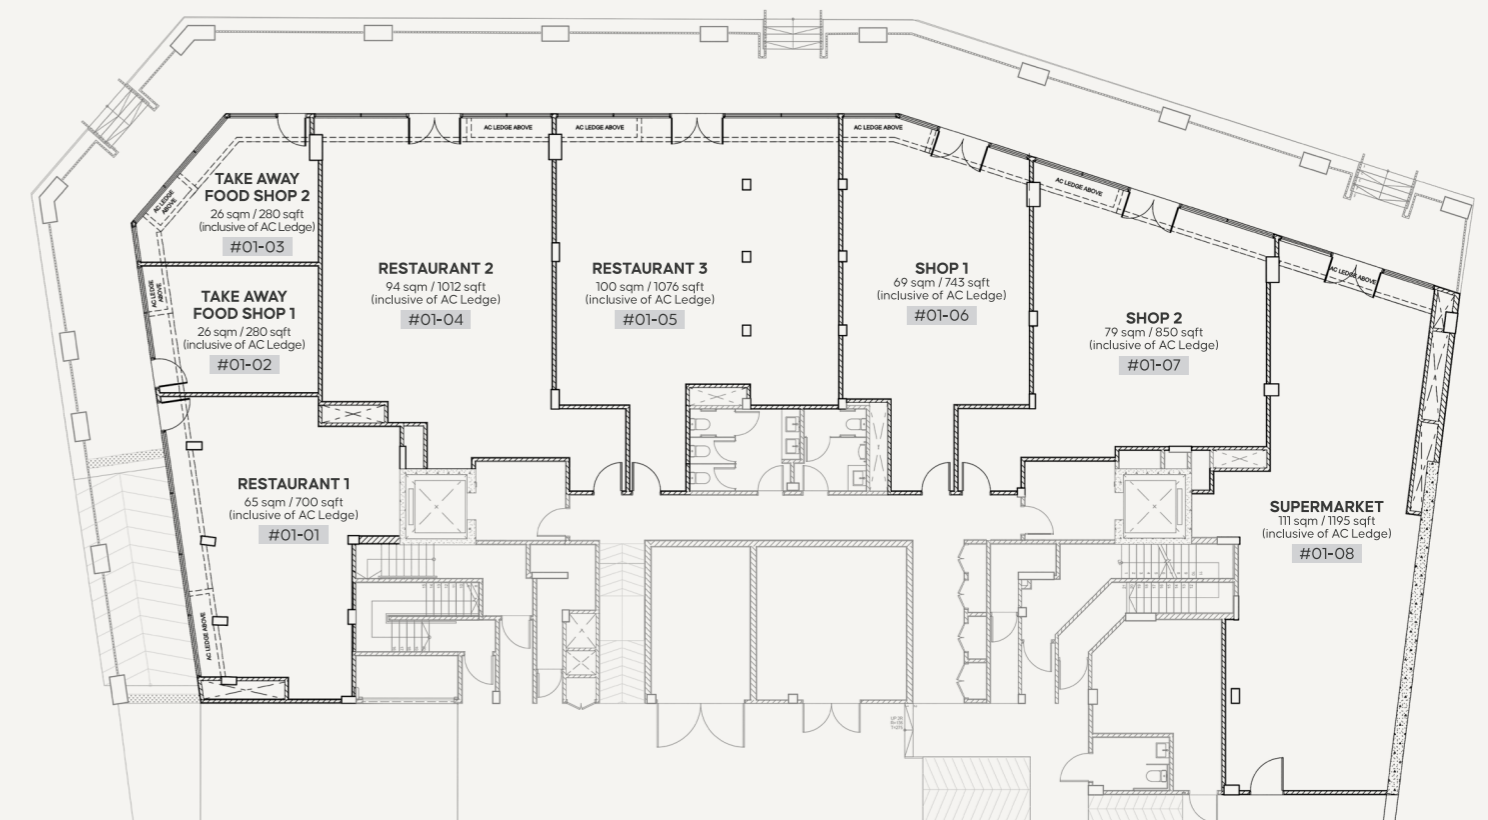 AC LEDGE ABOVE
AC LEDGE ABOVE
AC LEDGE ABOVE
AC LEDGE ABOVE
AC LEDGE ABOVE
AC LEDGE
ABOVE
TAKE AWAY
FOOD SHOP 2
26 sqm / 280 sqft
(inclusive of AC Ledge)
#01-03
AC LEDGE
ABOVE
TAKE AWAY
FOOD SHOP 1
26 sqm / 280 sqft
(inclusive of AC Ledge)
#01-02
RESTAURANT 2
94 sqm / 1012 sqft
(inclusive of AC Ledge)
#01-04
RESTAURANT 3
100 sqm / 1076 sqft
(inclusive of AC Ledge)
#01-05
SHOP 1
69 sqm / 743 sqft
(inclusive of AC Ledge)
#01-06
SHOP 2
79 sqm / 850 sqft
(inclusive of AC Ledge)
#01-07
RESTAURANT 1
65 sqm / 700 sqft
(inclusive of AC Ledge)
#01-01
SUPERMARKET
111 sqm / 1195 sqft
(inclusive of AC Ledge)
#01-08
AC LEDGE ABOVE